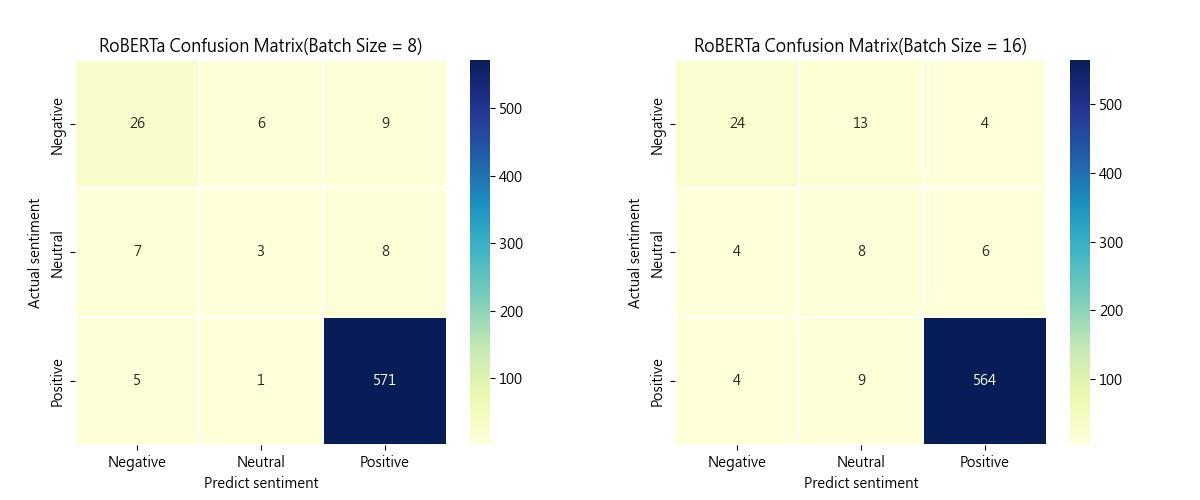 RoBERTa Confusion Matrix(Batch Size = 8)
Actual sentiment
Negative
26 6 9
Neutral
7 3 8
Positive
5 1 571
Negative Neutral Positive
Predict sentiment
500
400
300
200
100
RoBERTa Confusion Matrix(Batch Size = 16)
Actual sentiment
Negative
24 13 4
Neutral
4 8 6
Positive
4 9 564
Negative Neutral Positive
Predict sentiment
500
400
300
200
100